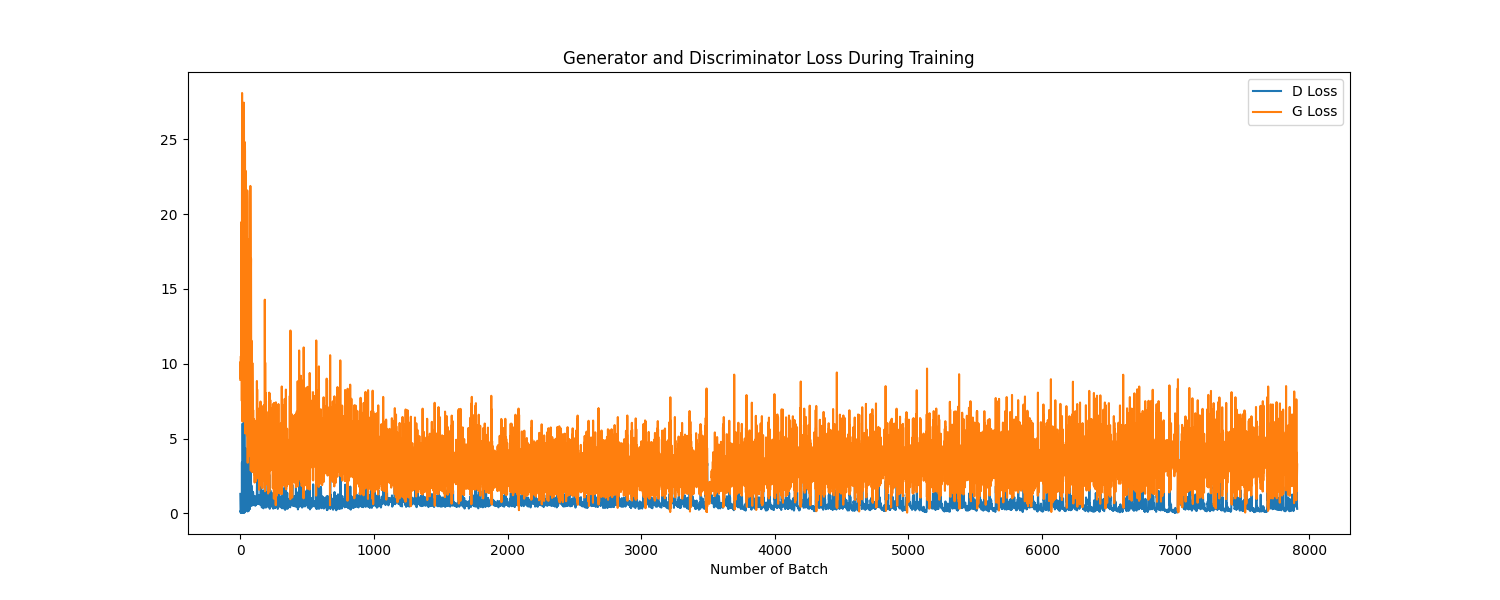 Generator and Discriminator Loss During Training
D Loss
G Loss
25
20
15
10
5
0
0 1000 2000 3000 4000 5000 6000 7000 8000
Number of Batch